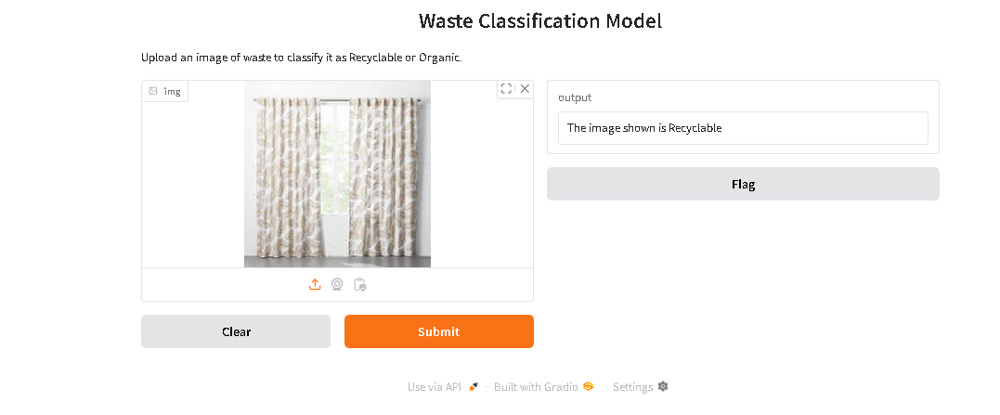 Waste Classification Model
Upload an image of waste to classify it as Recyclable or Organic.
img
output
The image shown is Recyclable
Flag
Clear
Submit
Use via API · Built with Gradio · Settings